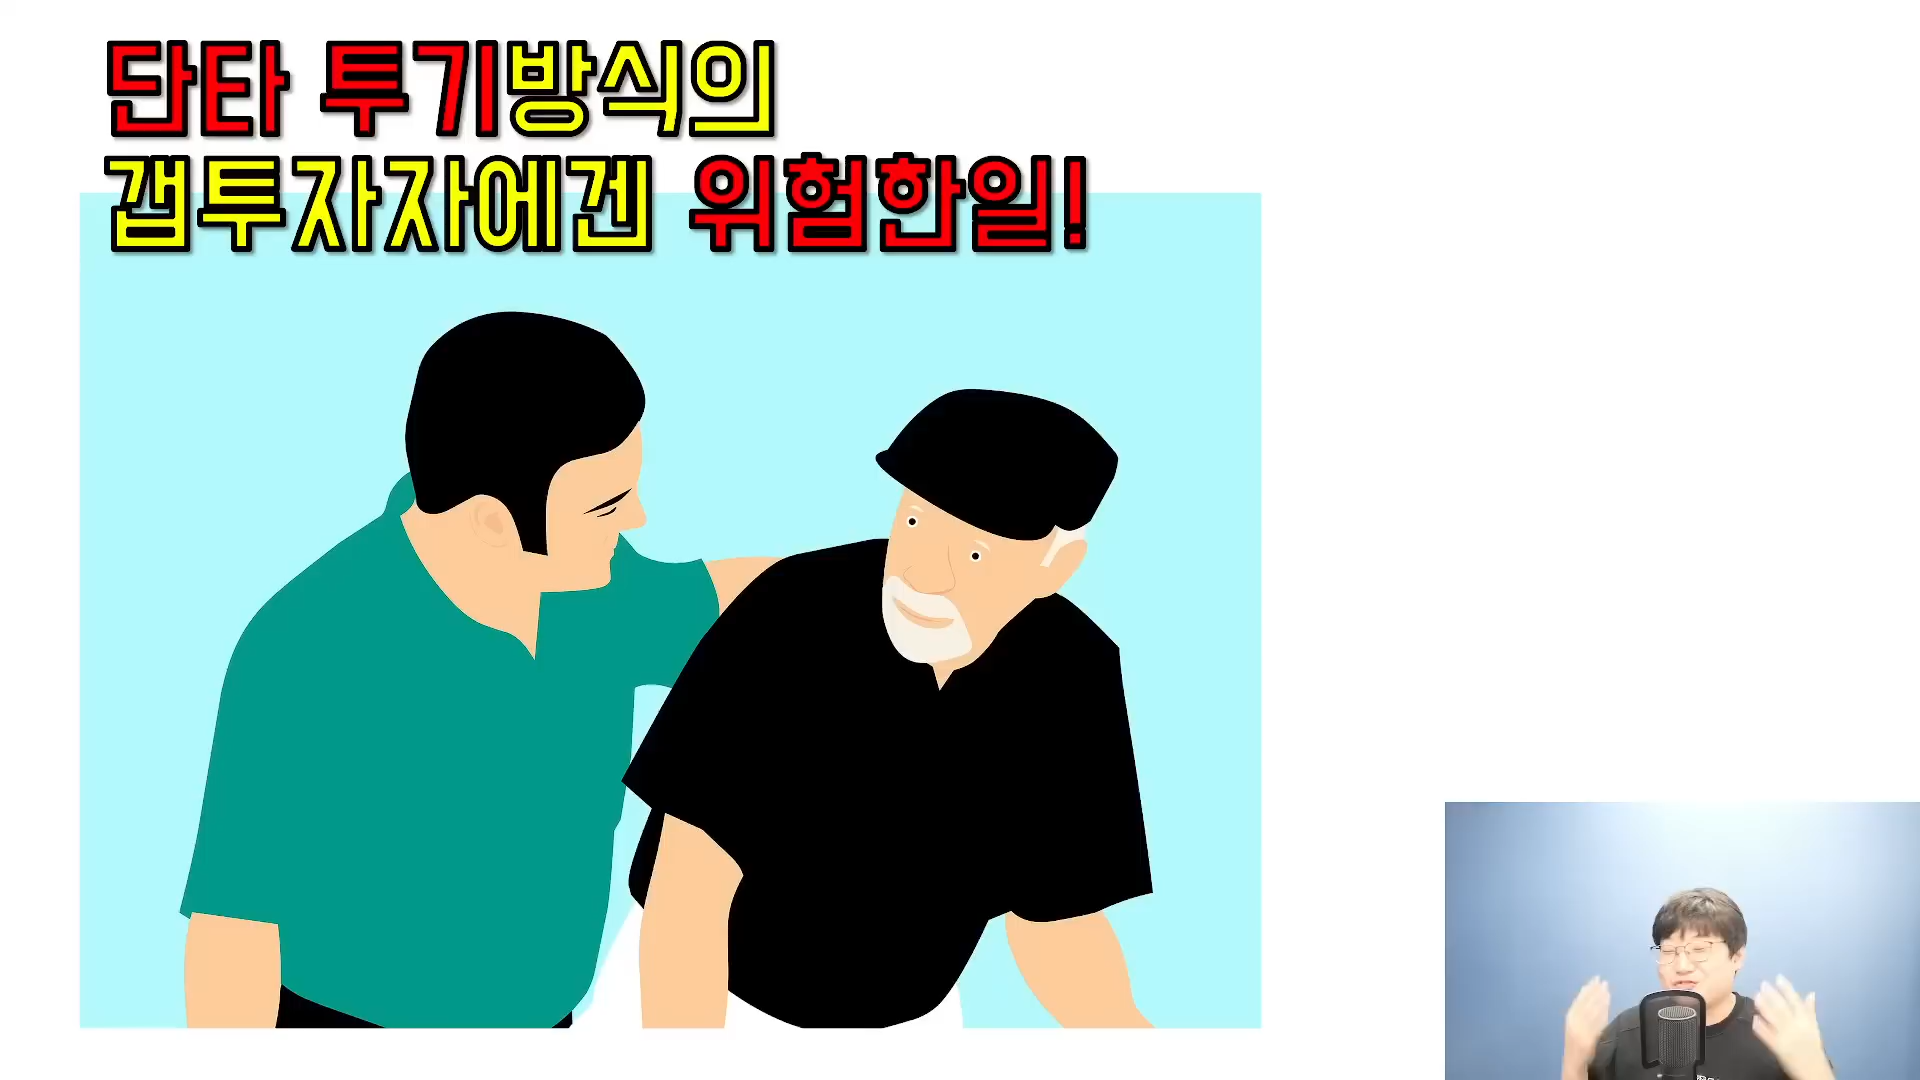 단타 투기방식의
갭투자자에겐 위험한일!